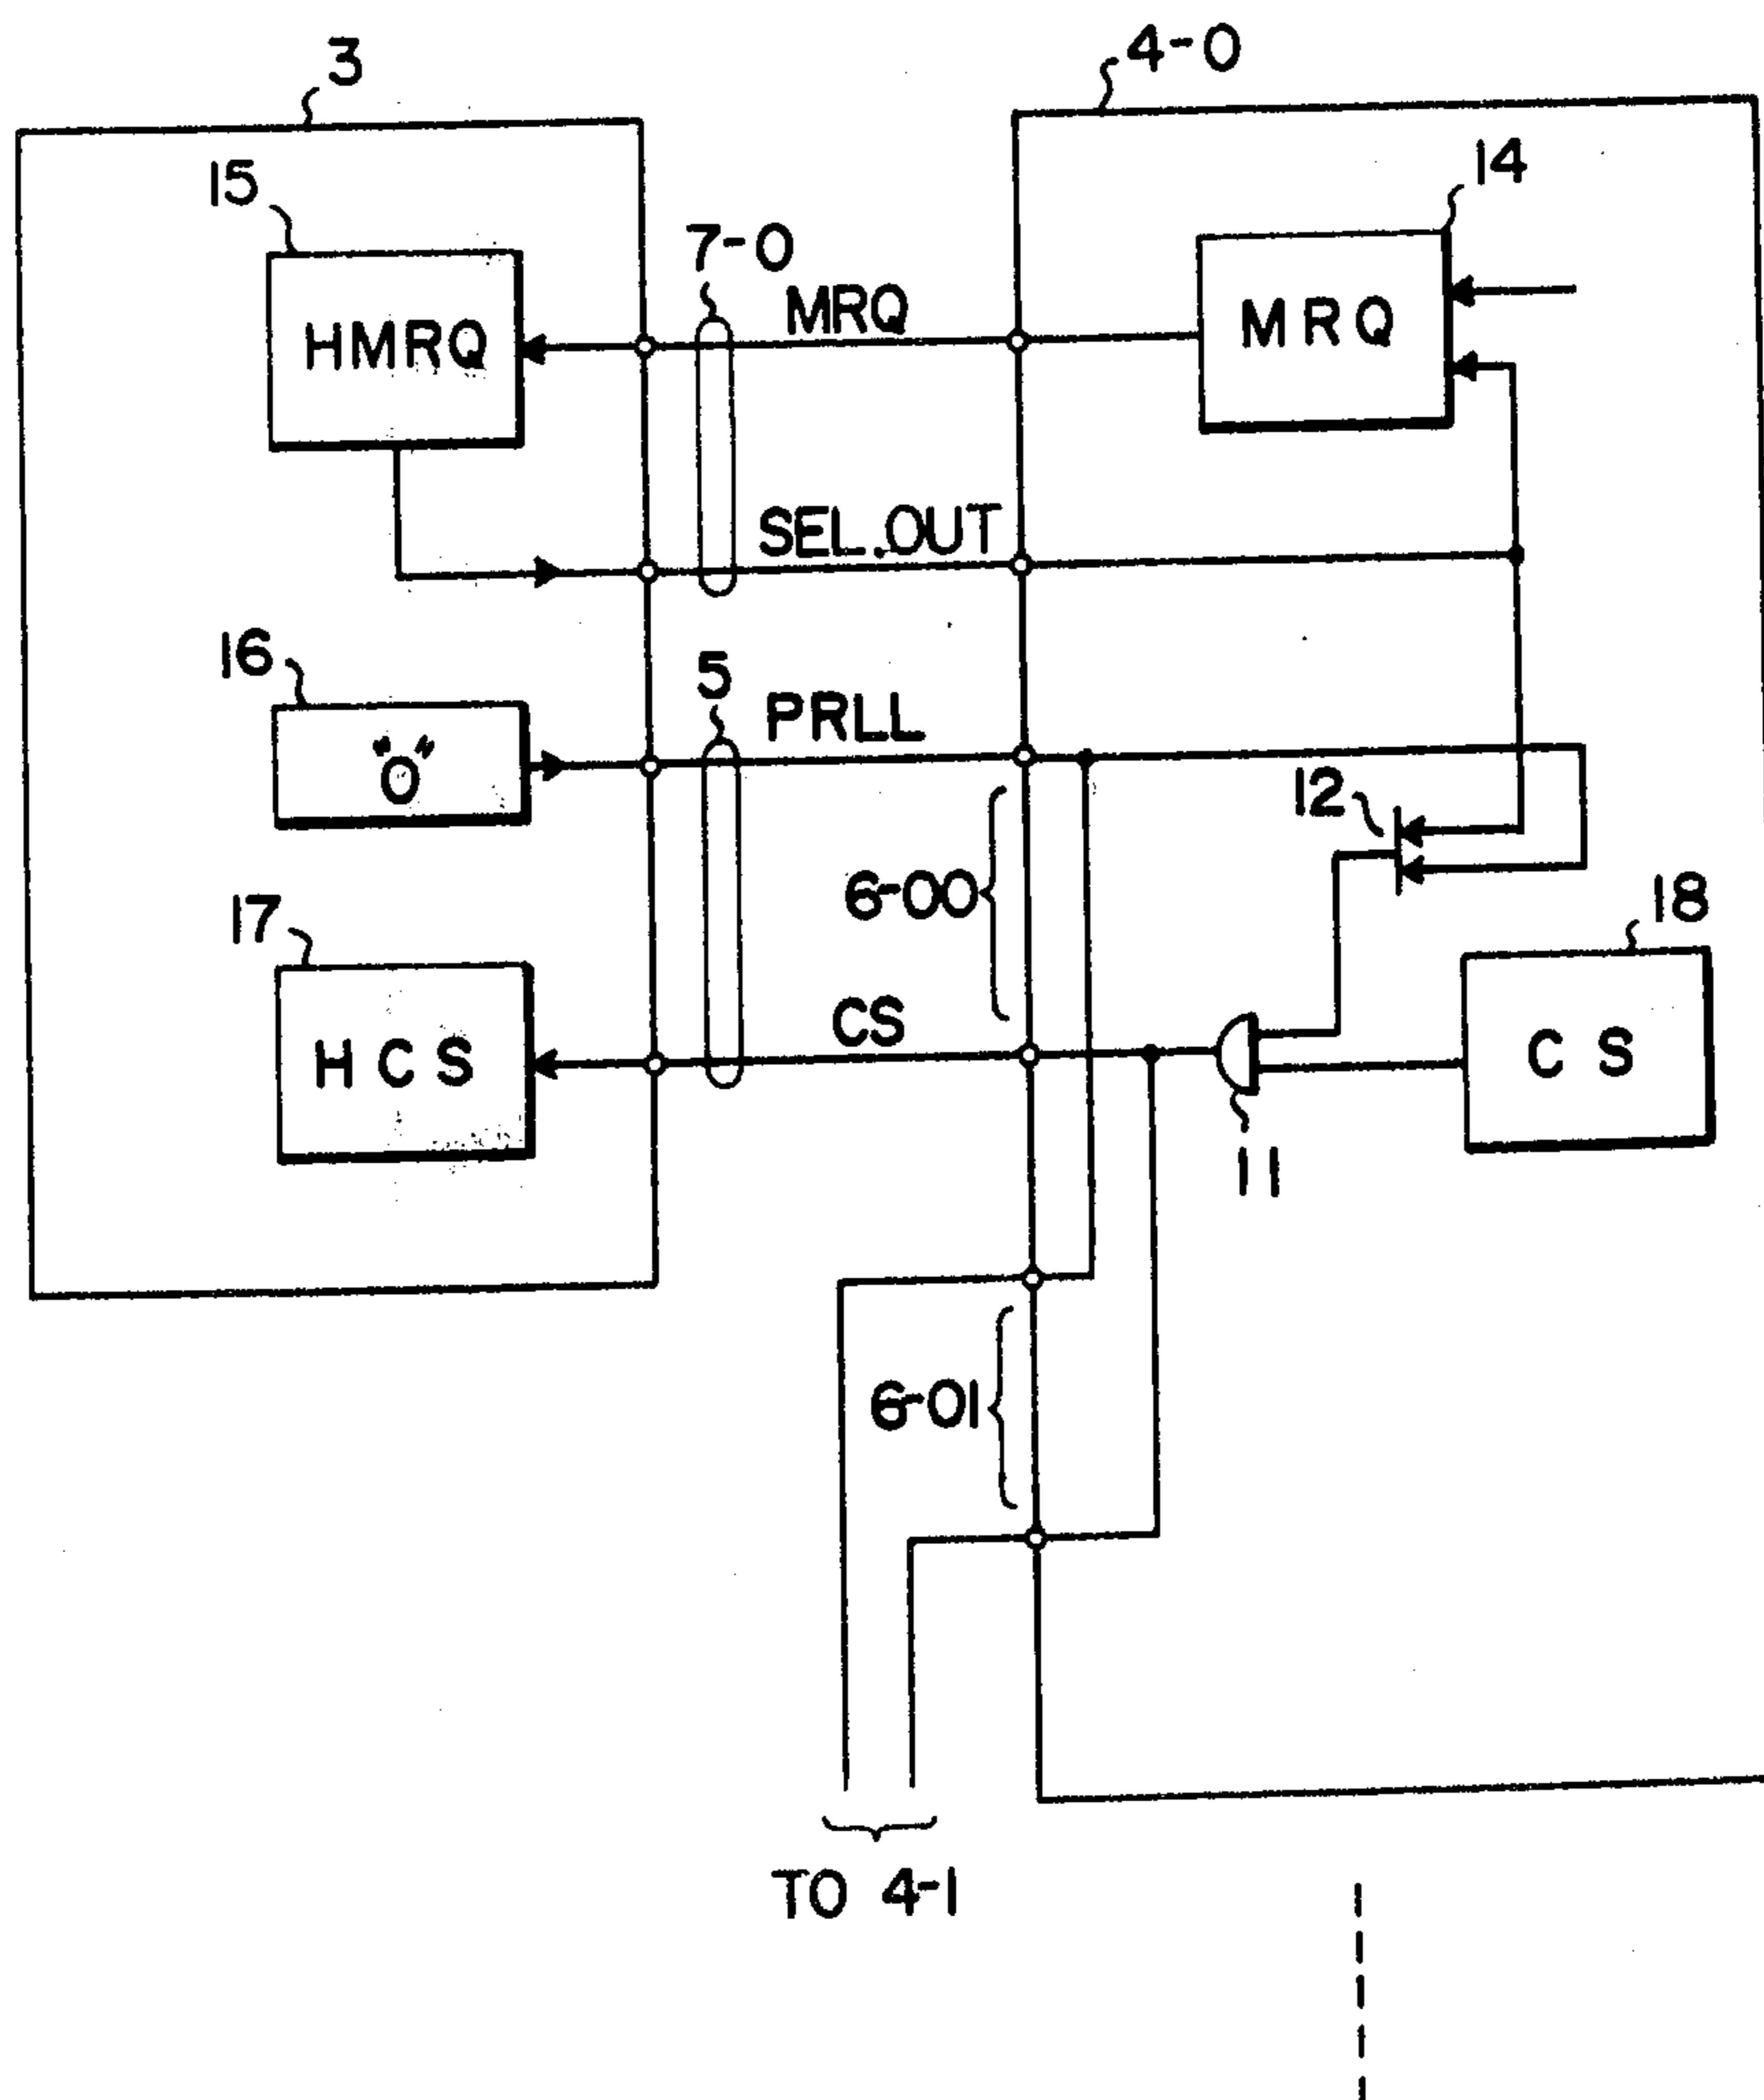 3
4-0
15
14
7-0
MRQ
HMRQ
MRQ
SEL.OUT
16
5
PRLL
"0"
12
6-00
18
17
CS
HCS
CS
11
6-01
TO 4-1